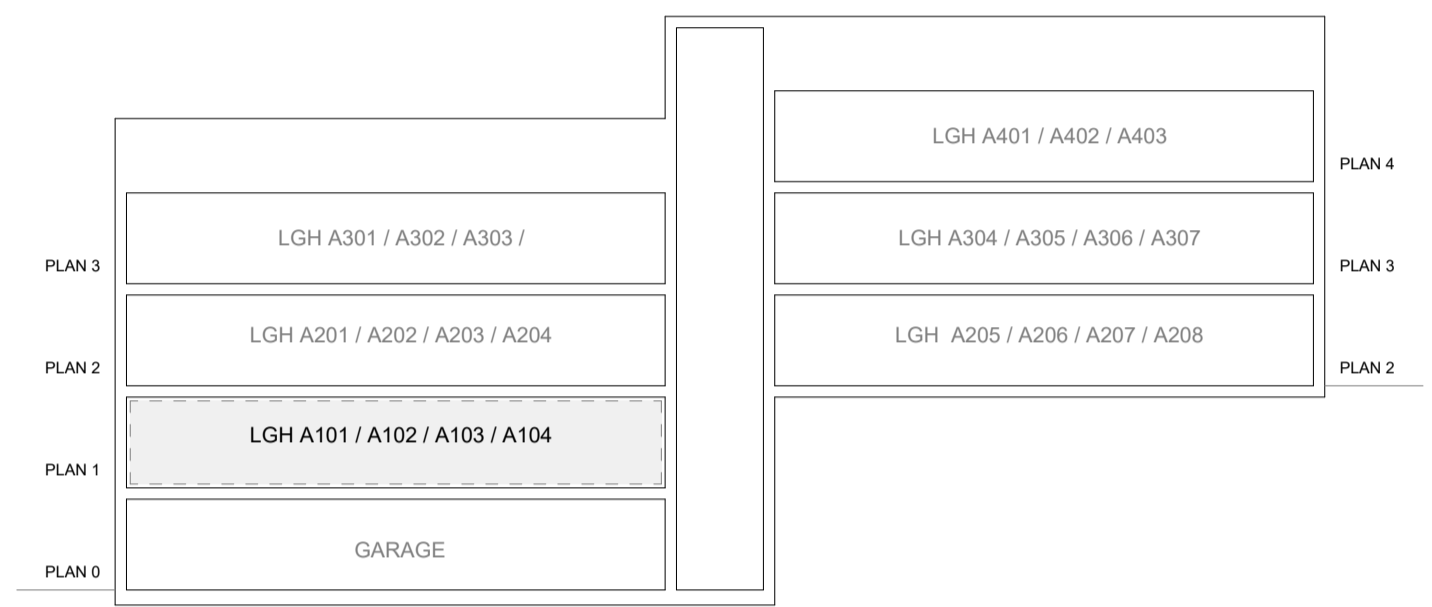 LGH A401 / A402 / A403
PLAN 4
LGH A301 / A302 / A303 /
LGH A304 / A305 / A306 / A307
PLAN 3
PLAN 3
LGH A201 / A202 / A203 / A204
LGH  A205 / A206 / A207 / A208
PLAN 2
PLAN 2
LGH A101 / A102 / A103 / A104
PLAN 1
GARAGE
PLAN 0